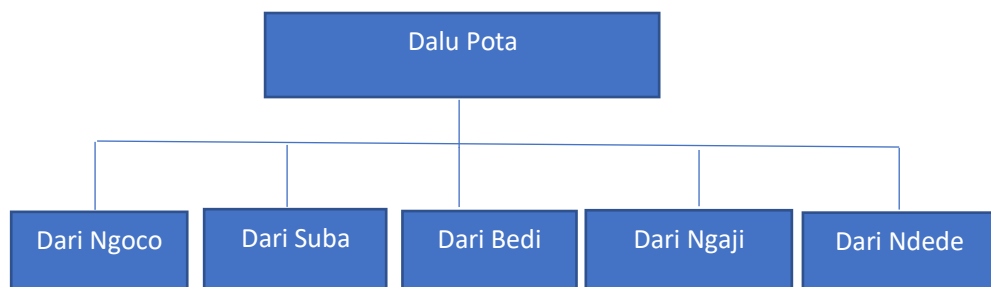 Dalu Pota
Dari Ngoco
Dari Suba
Dari Bedi
Dari Ngaji
Dari Ndede